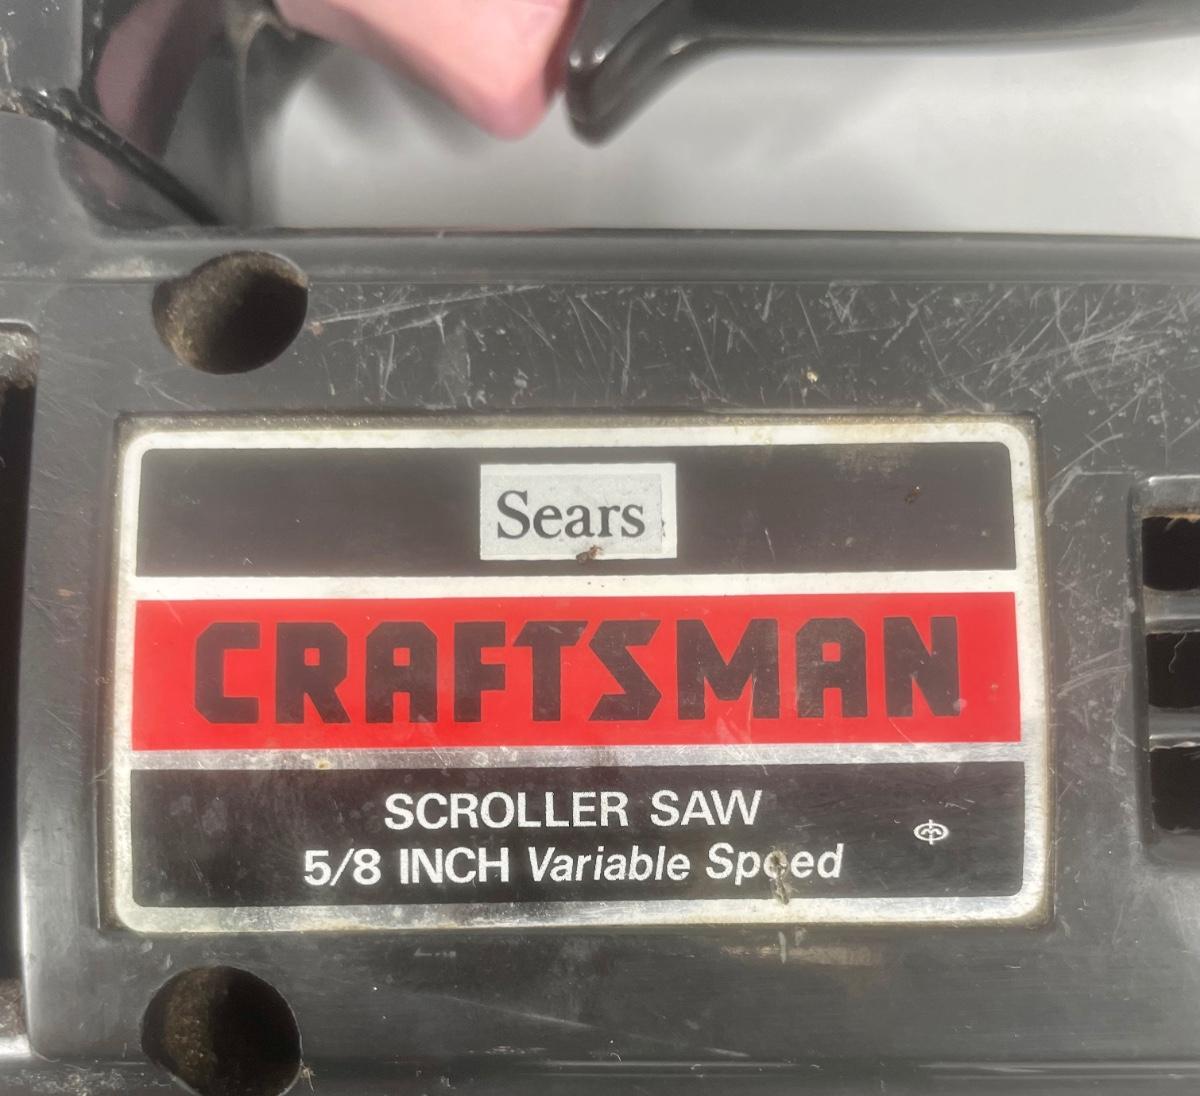 Sears
CRAFTSMAN
SCROLLER SAW
5/8 INCH Variable Speed